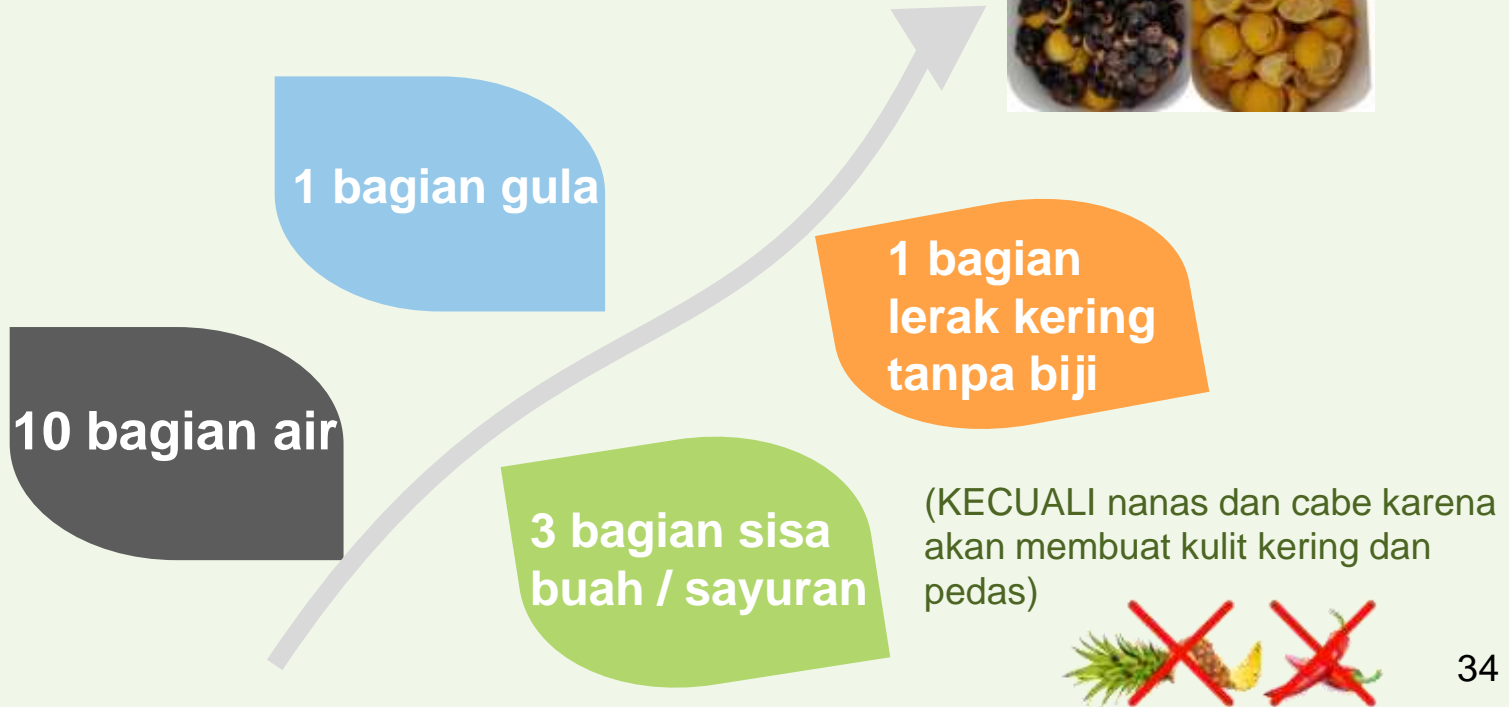 1 bagian gula
10 bagian air
3 bagian sisa
buah / sayuran
1 bagian
lerak kering
tanpa biji
(KECUALI nanas dan cabe karena
akan membuat kulit kering dan
pedas)
34